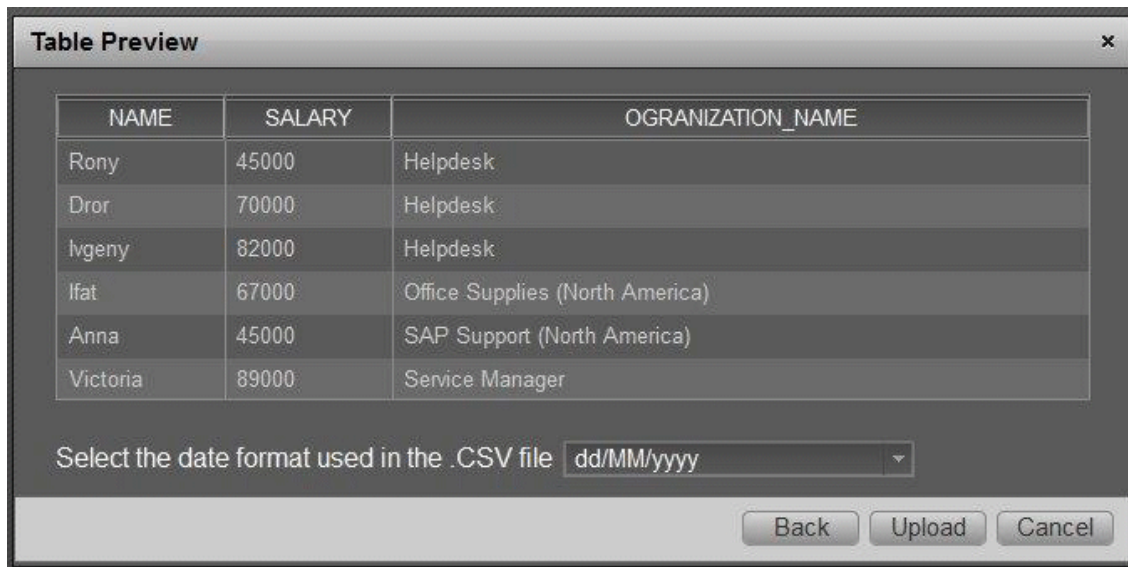 Table Preview ×
NAME SALARY OGRANIZATION_NAME
Rony 45000 Helpdesk
Dror 70000 Helpdesk
Ivgeny 82000 Helpdesk
Ifat 67000 Office Supplies (North America)
Anna 45000 SAP Support (North America)
Victoria 89000 Service Manager
Select the date format used in the .CSV file dd/MM/yyyy
Back Upload Cancel